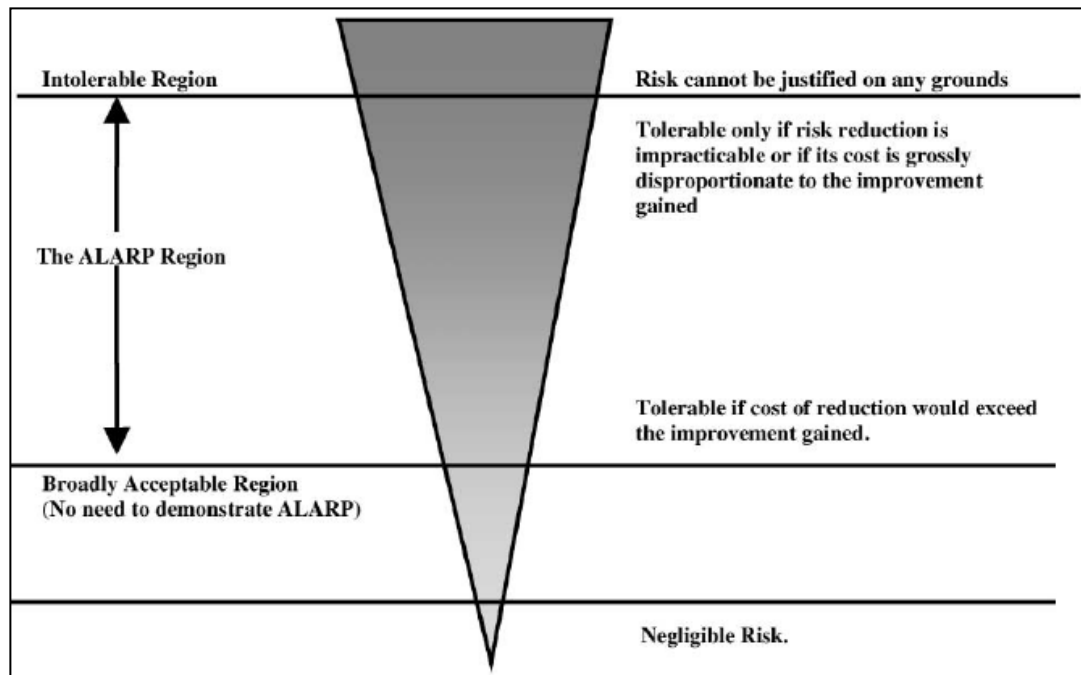 Intolerable Region
Risk cannot be justified on any grounds
Tolerable only if risk reduction is
impracticable or if its cost is grossly
disproportionate to the improvement
gained
The ALARP Region
Tolerable if cost of reduction would exceed
the improvement gained.
Broadly Acceptable Region
(No need to demonstrate ALARP)
Negligible Risk.